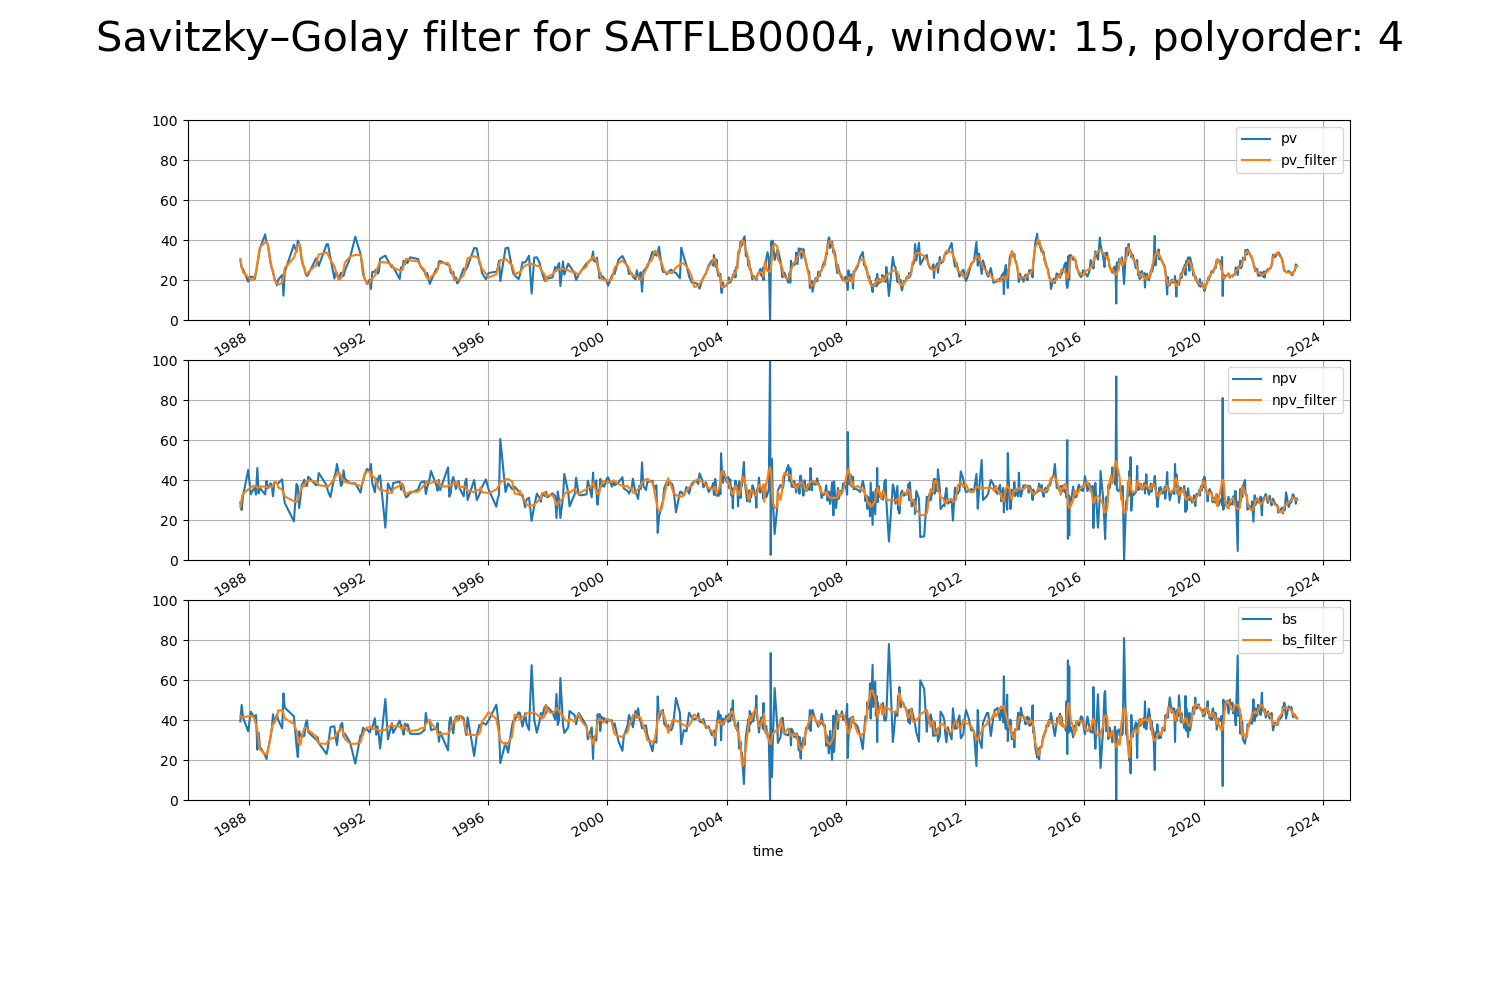 Savitzky–Golay filter for SATFLB0004, window: 15, polyorder: 4
100
80
60
40
20
0
pv
pv_filter
1988 1992 1996 2000 2004 2008 2012 2016 2020 2024
100
80
60
40
20
0
npv
npv_filter
1988 1992 1996 2000 2004 2008 2012 2016 2020 2024
100
80
60
40
20
0
bs
bs_filter
1988 1992 1996 2000 2004 2008 2012 2016 2020 2024
time